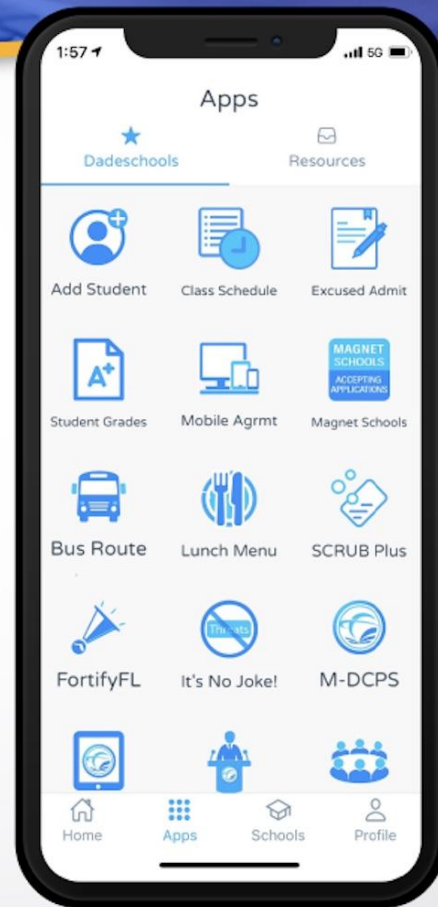 1:57
5G
Apps
Dadeschools
Resources
Add Student
Class Schedule
Excused Admit
A+
MAGNET
SCHOOLS
ACCEPTING
APPLICATIONS
Student Grades
Mobile Agrmt
Magnet Schools
Bus Route
Lunch Menu
SCRUB Plus
Threats
FortifyFL
It's No Joke!
M-DCPS
Home
Apps
Schools
Profile